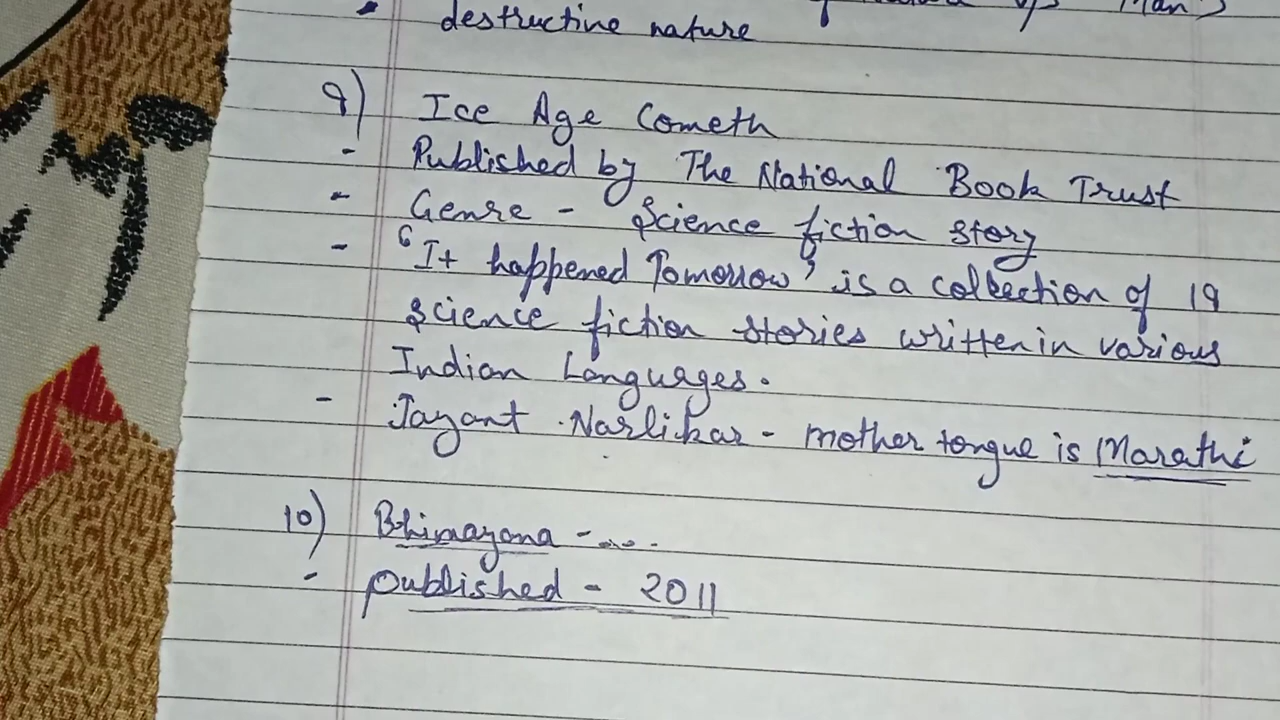 destructive nature Man's
9) Ice Age Cometh
- Published by The National Book Trust
- Genre - Science fiction story
- 'It happened Tomorrow' is a collection of 19
Science fiction stories written in various
Indian Languages.
- Jayant Narlikar - mother tongue is Marathi
10) Bhimayana - ...
- published - 2011